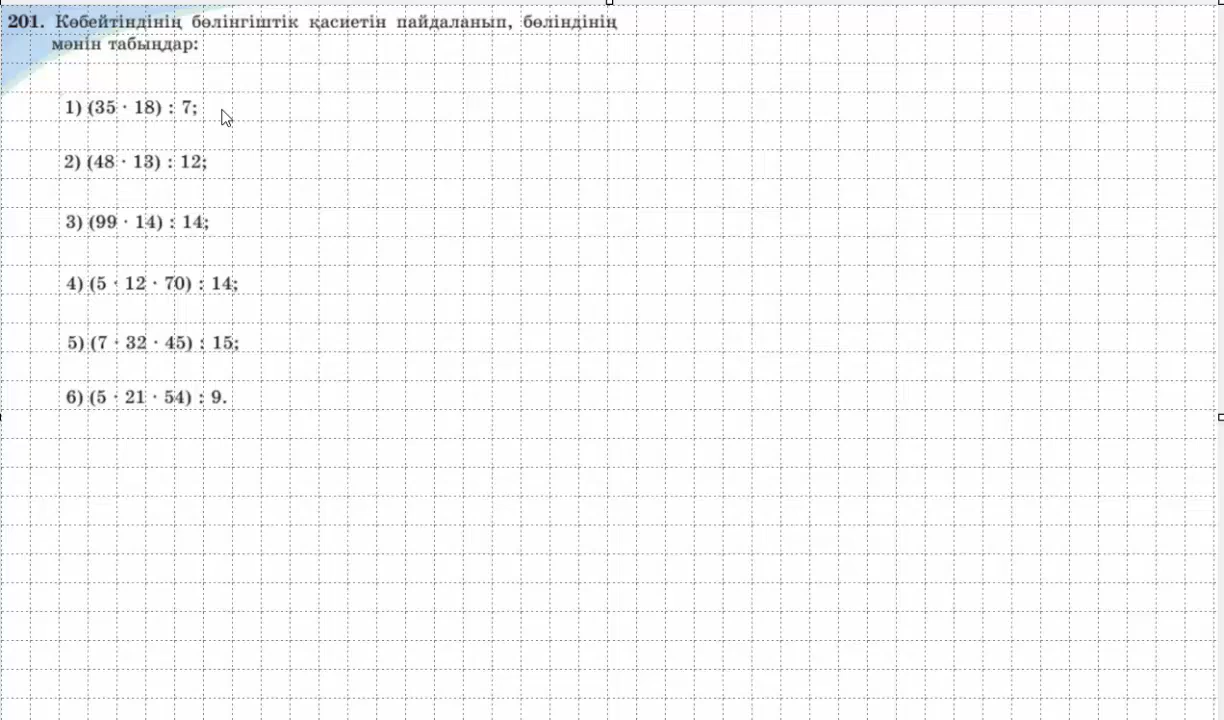 201. Көбейтіндінің бөлінгіштік қасиетін пайдаланып, бөліндінің
мәнін табыңдар:
1) (35 · 18) : 7;
2) (48 · 13) : 12;
3) (99 · 14) : 14;
4) (5 · 12 · 70) : 14;
5) (7 · 32 · 45) : 15;
6) (5 · 21 · 54) : 9.